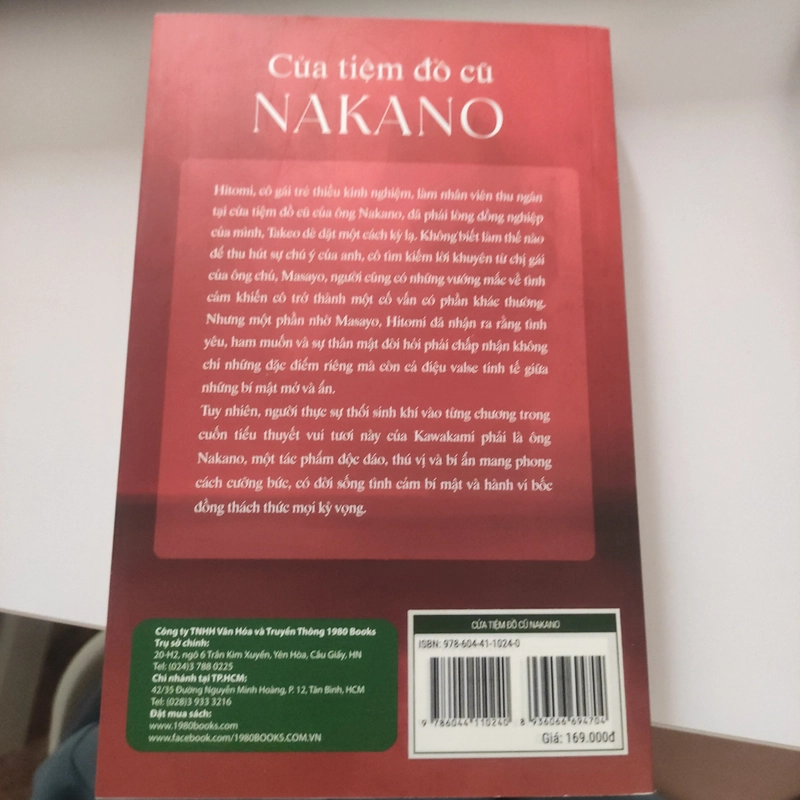 Cửa tiệm đồ cũ
NAKANO
Hitomi, cô gái trẻ thiếu kinh nghiệm, làm nhân viên thu ngân
tại cửa tiệm đồ cũ của ông Nakano, đã phải lòng đồng nghiệp
của mình, Takeo dè dặt một cách kỳ lạ. Không biết làm thế nào
để thu hút sự chú ý của anh, cô tìm kiếm lời khuyên từ chị gái
của ông chủ, Masayo, người cũng có những vướng mắc về tình
cảm khiến cô trở thành một cố vấn có phần khác thường.
Nhưng một phần nhờ Masayo, Hitomi đã nhận ra rằng tình
yêu, ham muốn và sự thân mật đòi hỏi phải chấp nhận không
chỉ những đặc điểm riêng mà còn cả điệu valse tinh tế giữa
những bí mật mở và ẩn.
Tuy nhiên, người thực sự thổi sinh khí vào từng chương trong
cuốn tiểu thuyết vui tươi này của Kawakami phải là ông
Nakano, một tác phẩm độc đáo, thú vị và bí ẩn mang phong
cách cưỡng bức, có đời sống tình cảm bí mật và hành vi bốc
đồng thách thức mọi kỳ vọng.
Công ty TNHH Văn Hóa và Truyền Thông 1980 Books
Trụ sở chính:
20-H2, ngõ 6 Trần Kim Xuyến, Yên Hòa, Cầu Giấy, HN
Tel: (024)3 788 0225
Chi nhánh tại TP.HCM:
42/35 Đường Nguyễn Minh Hoàng, P. 12, Tân Bình, HCM
Tel: (028)3 933 3216
Đặt mua sách:
www.1980books.com
www.facebook.com/1980BOOKS.COM.VN
CỬA TIỆM ĐỒ CŨ NAKANO
ISBN: 978-604-41-1024-0
9 786044 110240
8 936066 694704
Giá: 169.000đ